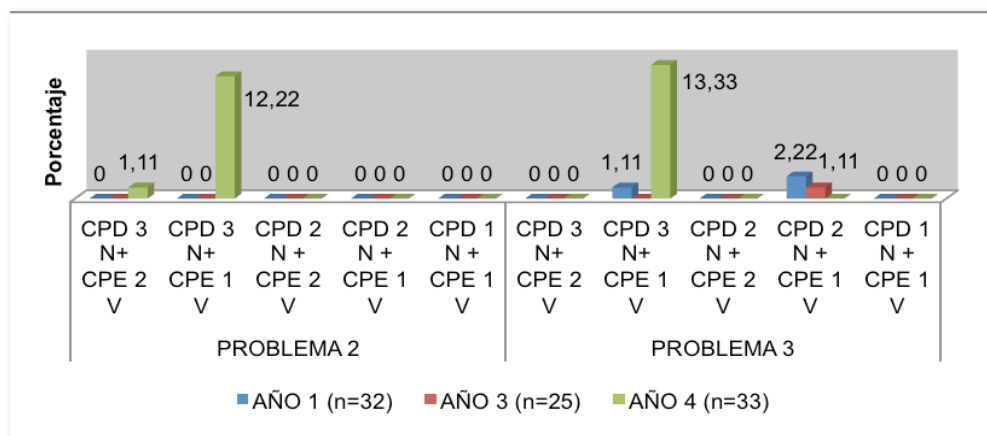 Porcentaje
0 1,11
0 0 12,22
0 0 0
0 0 0
0 0 0
0 0 0
1,11 13,33
0 0 0
2,22 1,11
0 0 0
CPD 3 N+ CPE 2 V
CPD 3 N+ CPE 1 V
CPD 2 N + CPE 2 V
CPD 2 N + CPE 1 V
CPD 1 N + CPE 1 V
CPD 3 N+ CPE 2 V
CPD 3 N+ CPE 1 V
CPD 2 N + CPE 2 V
CPD 2 N + CPE 1 V
CPD 1 N + CPE 1 V
PROBLEMA 2
PROBLEMA 3
AÑO 1 (n=32) AÑO 3 (n=25) AÑO 4 (n=33)